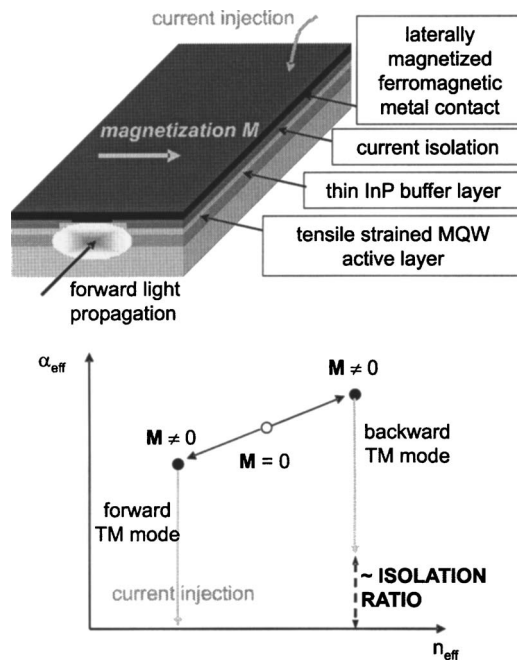 current injection
laterally
magnetized
ferromagnetic
metal contact
magnetization M
current isolation
thin InP buffer layer
tensile strained MQW
active layer
forward light
propagation
αeff
M ≠ 0
M ≠ 0
M = 0
backward
TM mode
forward
TM mode
current injection
~ ISOLATION
RATIO
neff